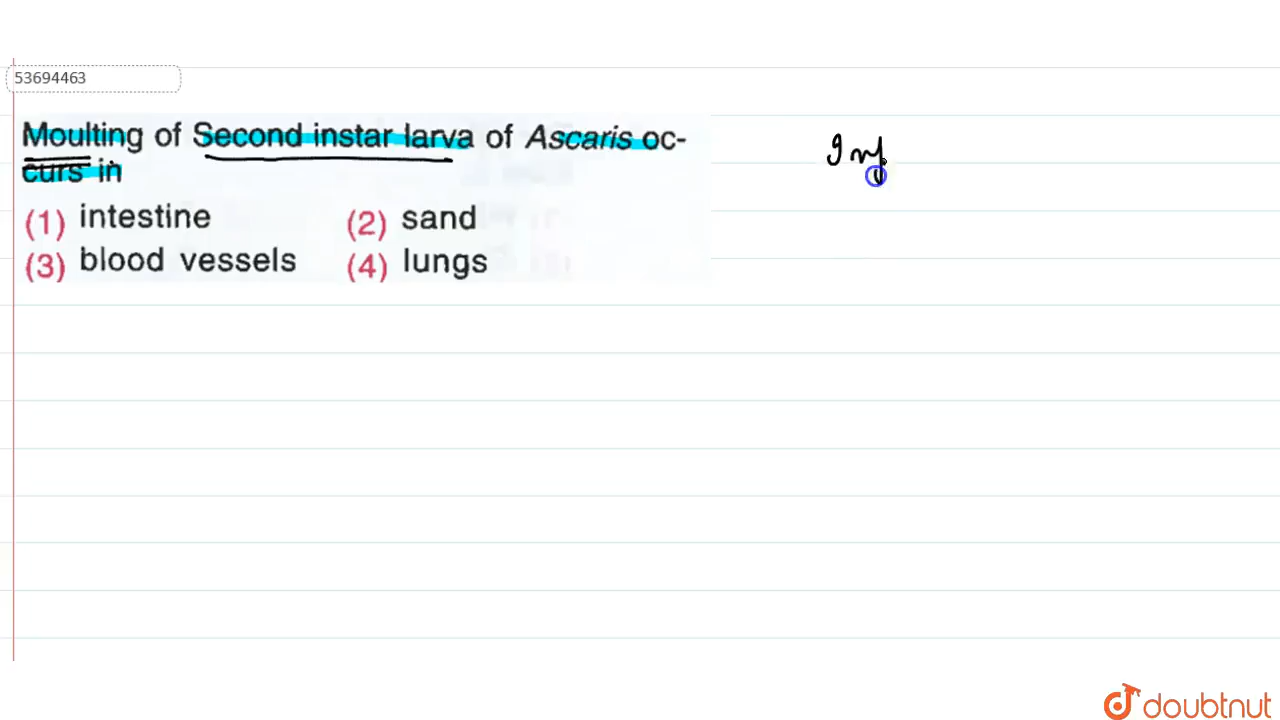 53694463
Moulting of Second instar larva of Ascaris oc-
curs in
Inf
(1) intestine (2) sand
(3) blood vessels (4) lungs
doubtnut